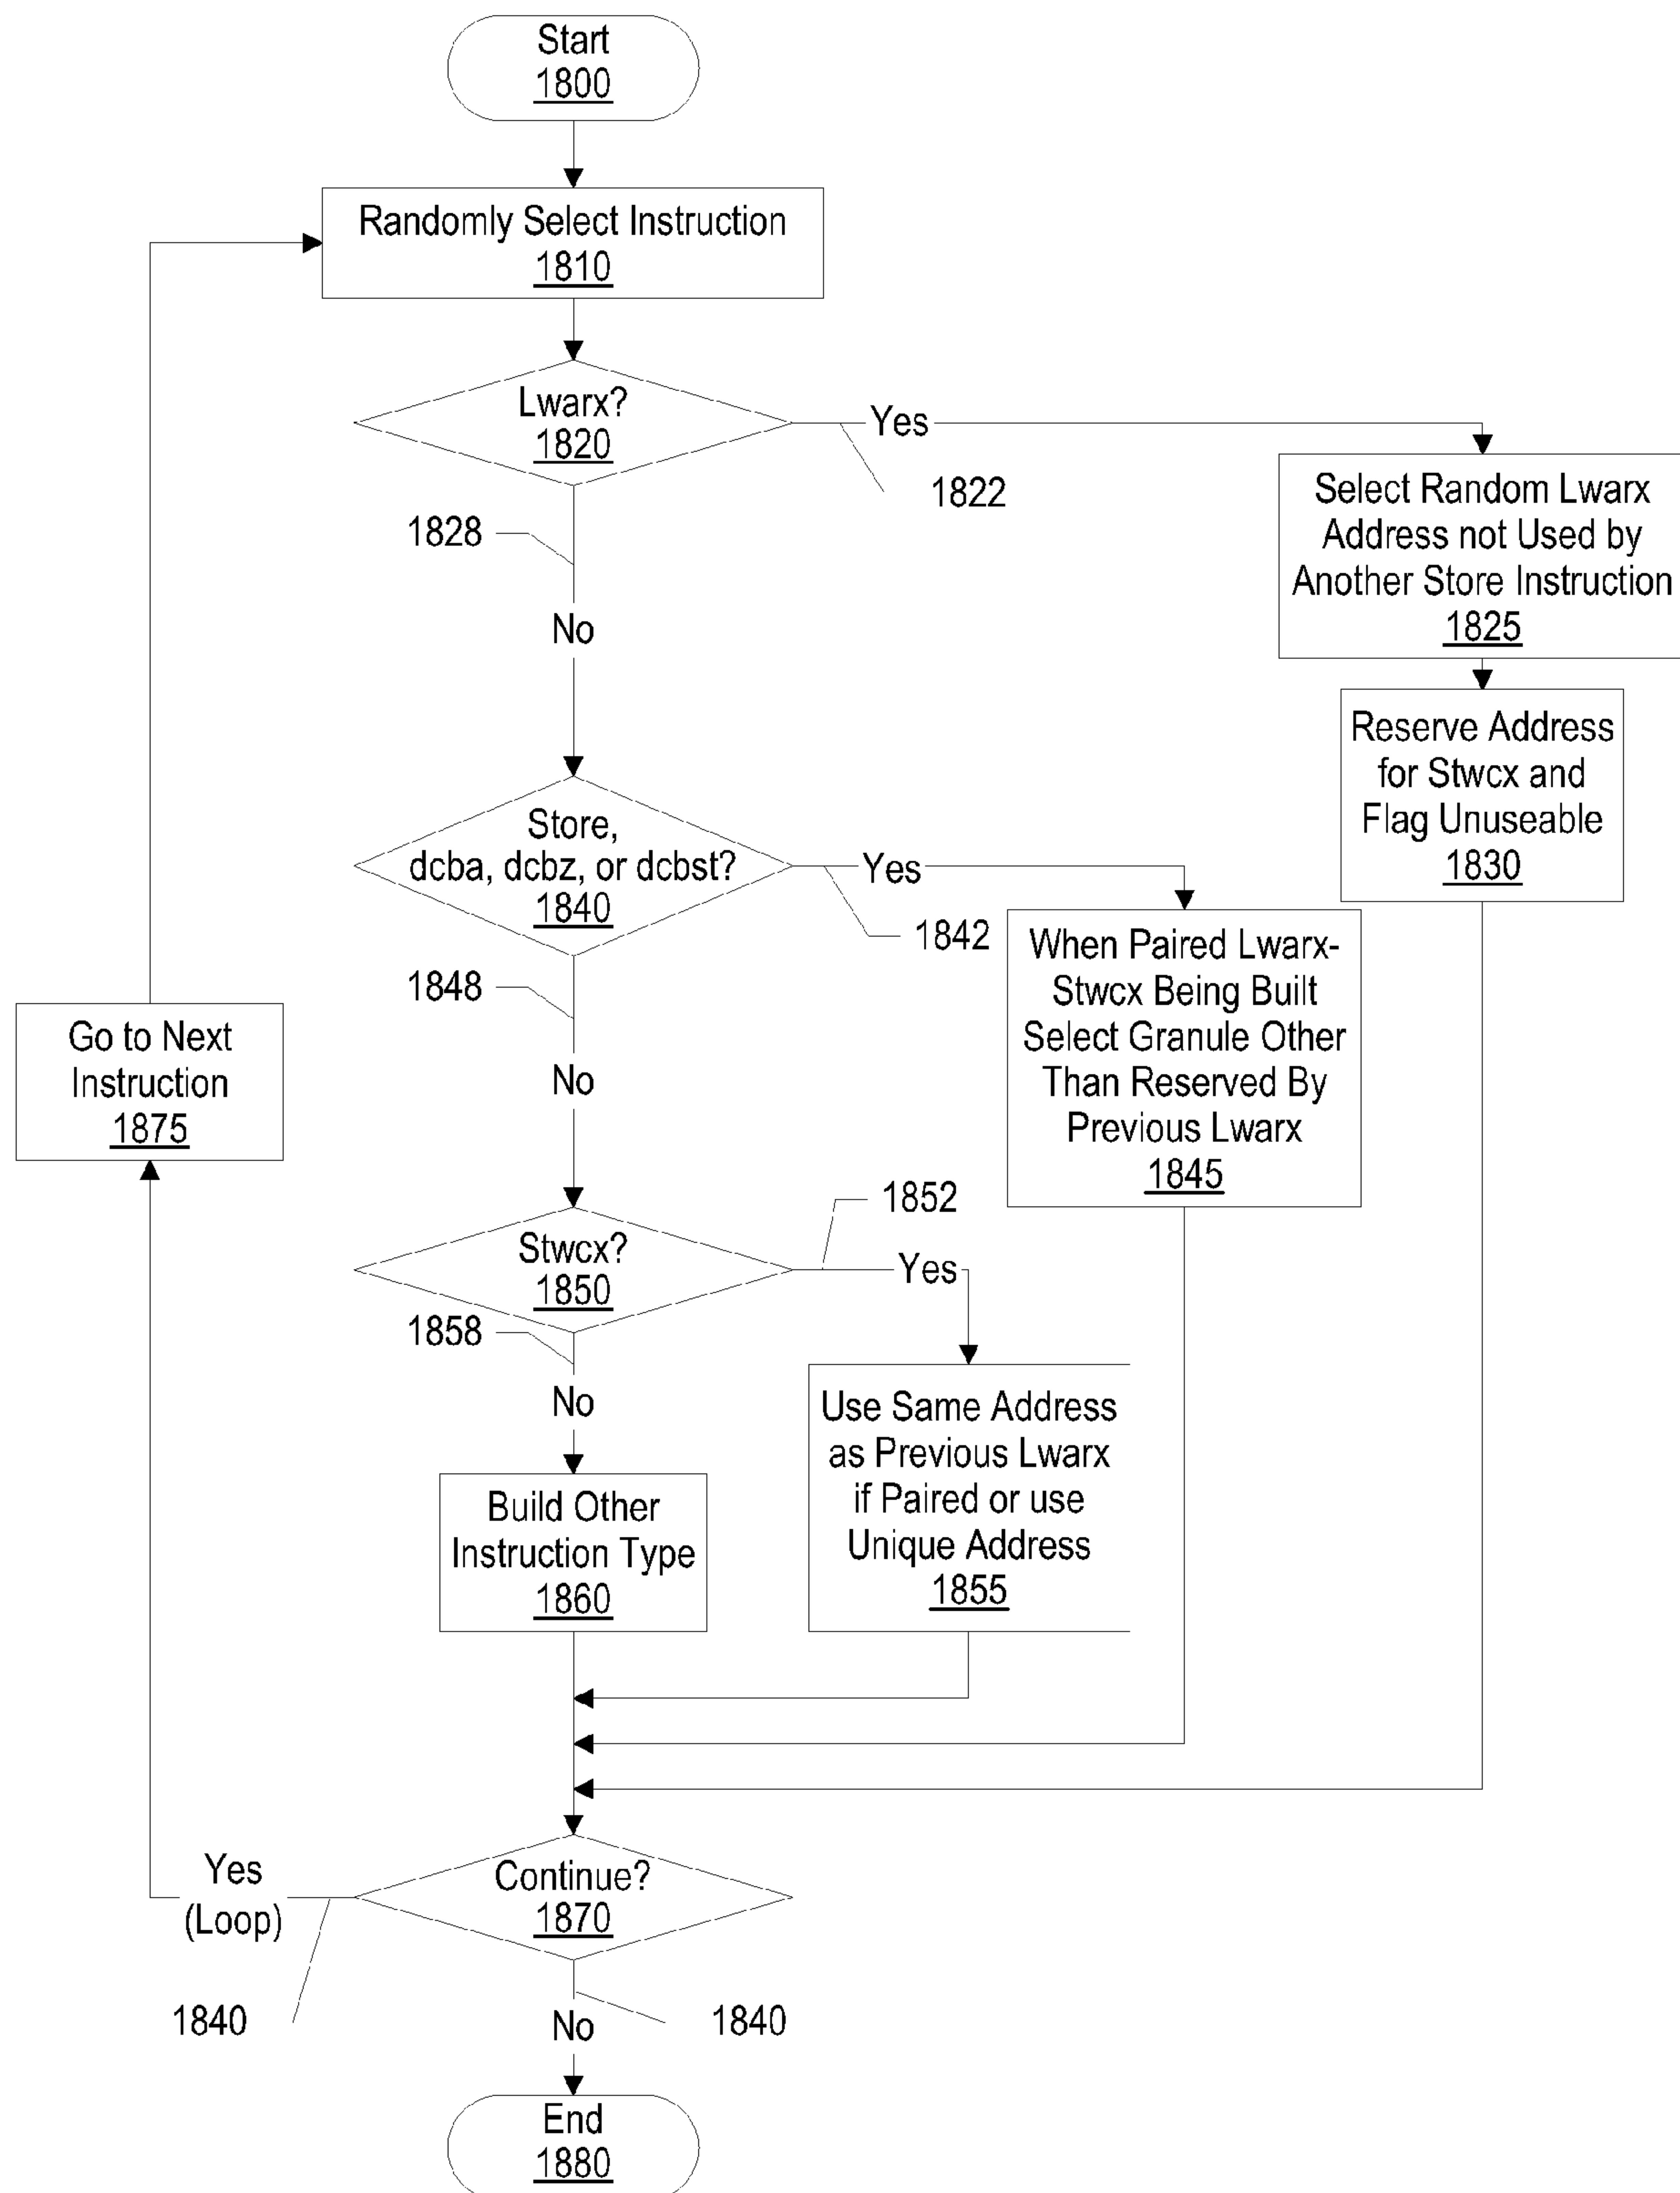 Start
1800
Randomly Select Instruction
1810
Lwarx?
1820
Yes
1822
Select Random Lwarx
Address not Used by
Another Store Instruction
1825
1828
No
Reserve Address
for Stwcx and
Flag Unuseable
1830
Store,
dcba, dcbz, or dcbst?
1840
Yes
1842
When Paired Lwarx-
Stwcx Being Built
Select Granule Other
Than Reserved By
Previous Lwarx
1845
1848
No
Go to Next
Instruction
1875
Stwcx?
1850
1852
Yes
1858
No
Use Same Address
as Previous Lwarx
if Paired or use
Unique Address
1855
Build Other
Instruction Type
1860
Continue?
1870
Yes
(Loop)
1840
No
1840
End
1880